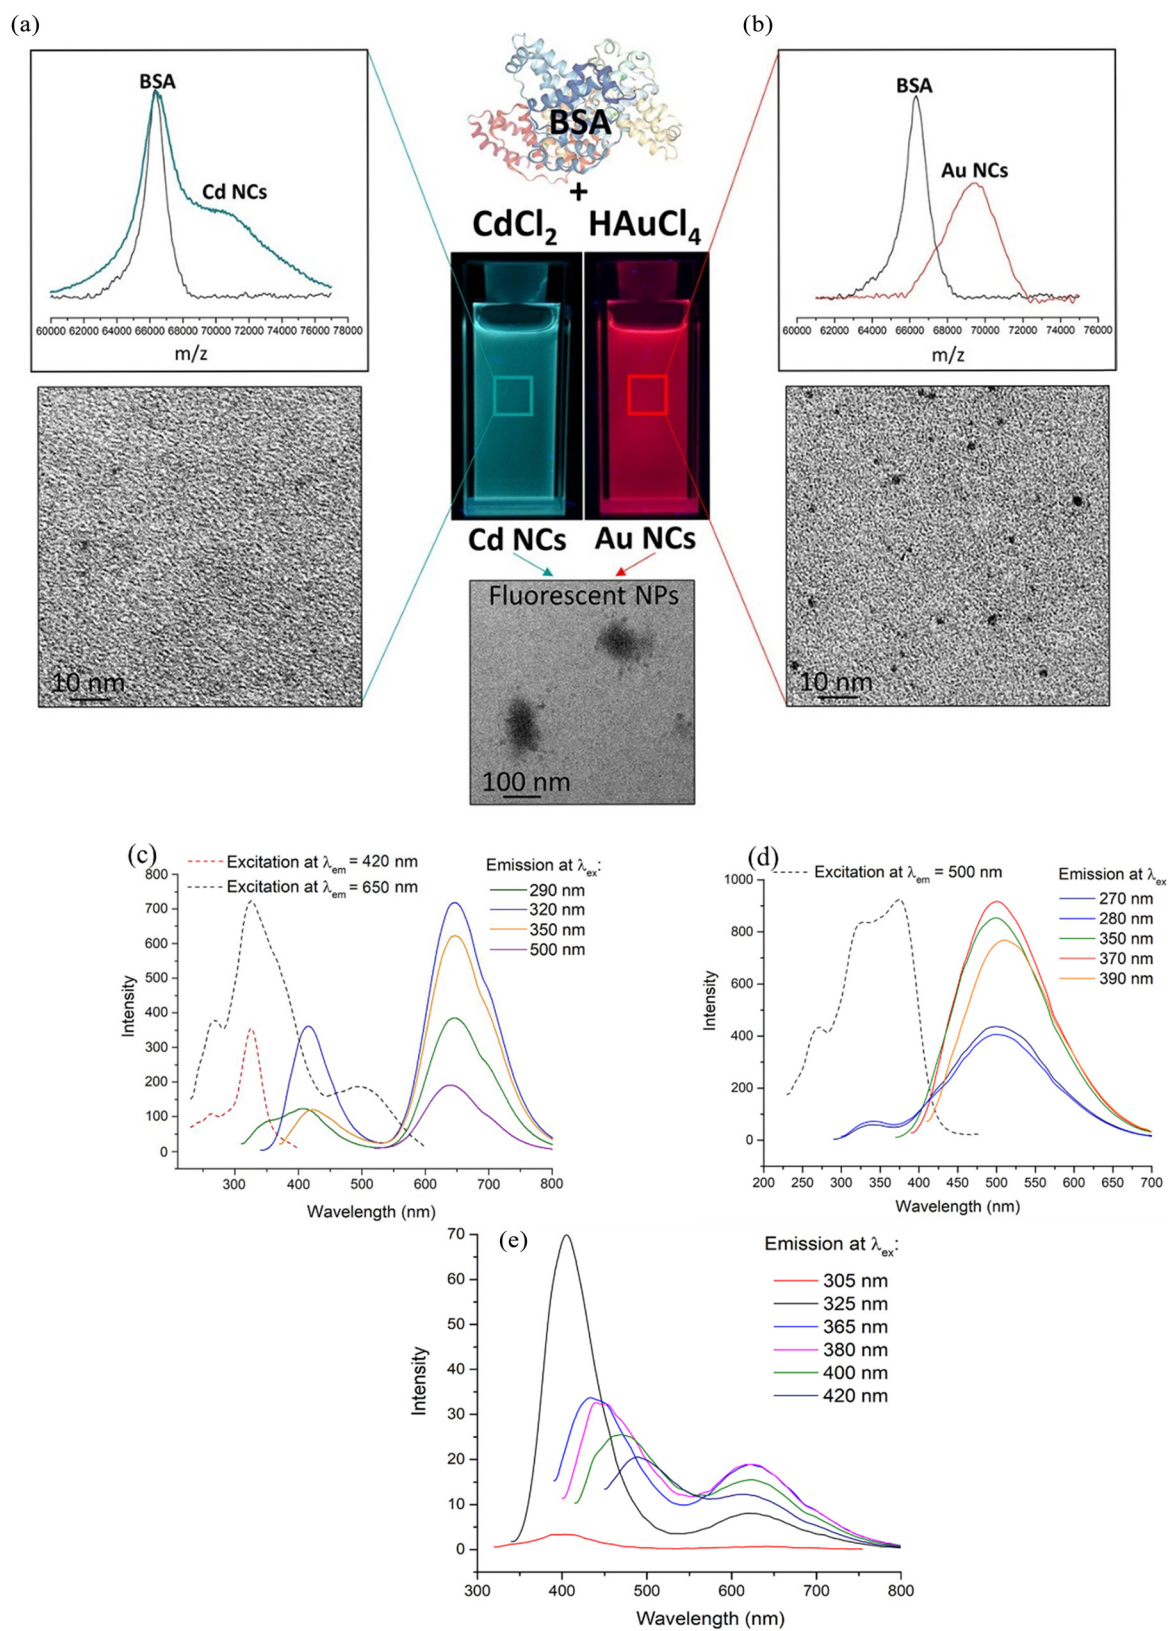 (a)
BSA
Cd NCs
60000 62000 64000 66000 68000 70000 72000 74000 76000 78000
m/z
10 nm
BSA
+
CdCl2 HAuCl4
Cd NCs Au NCs
Fluorescent NPs
100 nm
(b)
BSA
Au NCs
60000 62000 64000 66000 68000 70000 72000 74000 76000
m/z
10 nm
(c)
Excitation at λem = 420 nm
Excitation at λem = 650 nm
Emission at λex:
290 nm
320 nm
350 nm
500 nm
800
700
600
500
400
300
200
100
0
Intensity
300 400 500 600 700 800
Wavelength (nm)
(d)
Excitation at λem = 500 nm
Emission at λex
270 nm
280 nm
350 nm
370 nm
390 nm
1000
800
600
400
200
0
Intensity
200 250 300 350 400 450 500 550 600 650 700
Wavelength (nm)
(e)
Emission at λex:
305 nm
325 nm
365 nm
380 nm
400 nm
420 nm
70
60
50
40
30
20
10
0
Intensity
300 400 500 600 700 800
Wavelength (nm)